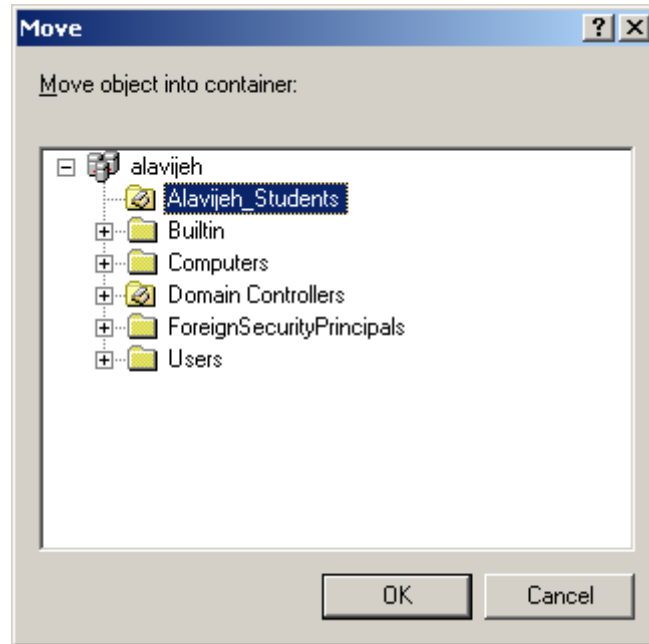 Move
Move object into container:
alavijeh
Alavijeh_Students
Builtin
Computers
Domain Controllers
ForeignSecurityPrincipals
Users
OK Cancel